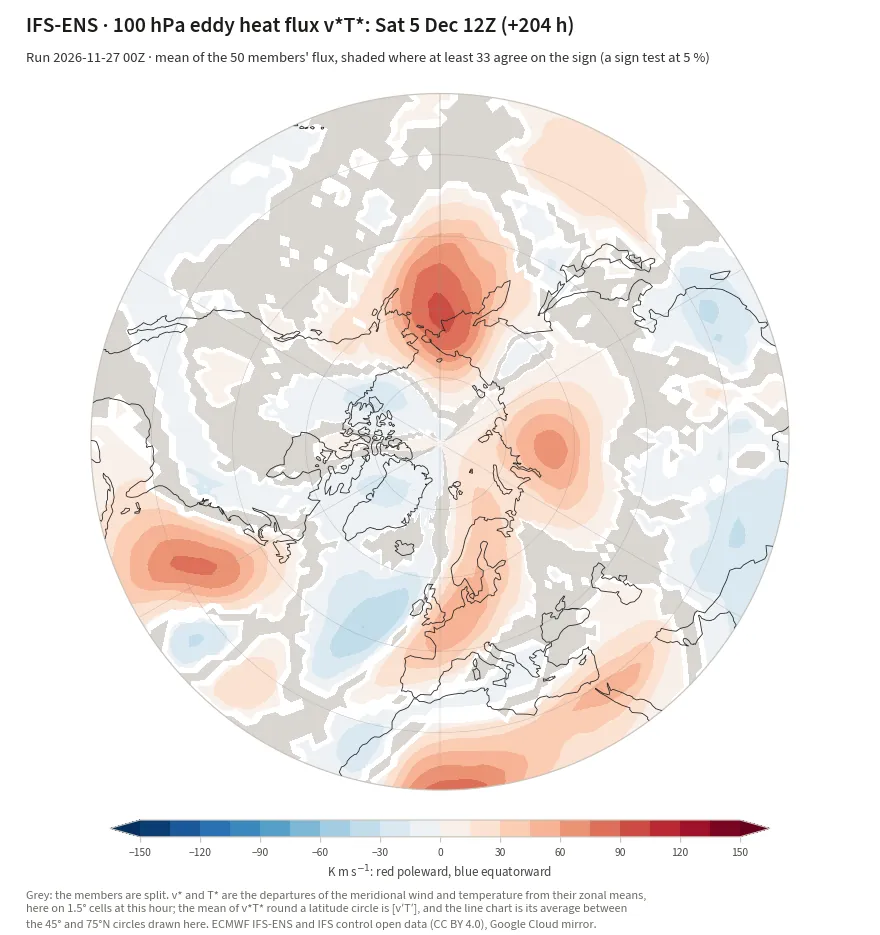 IFS-ENS · 100 hPa eddy heat flux v*T*: Sat 5 Dec 12Z (+204 h)
Run 2026-11-27 00Z · mean of the 50 members' flux, shaded where at least 33 agree on the sign (a sign test at 5 %)
−150 −120 −90 −60 −30 0 30 60 90 120 150
K m s⁻¹: red poleward, blue equatorward
Grey: the members are split. v* and T* are the departures of the meridional wind and temperature from their zonal means,
here on 1.5° cells at this hour; the mean of v*T* round a latitude circle is [v'T'], and the line chart is its average between
the 45° and 75°N circles drawn here. ECMWF IFS-ENS and IFS control open data (CC BY 4.0), Google Cloud mirror.